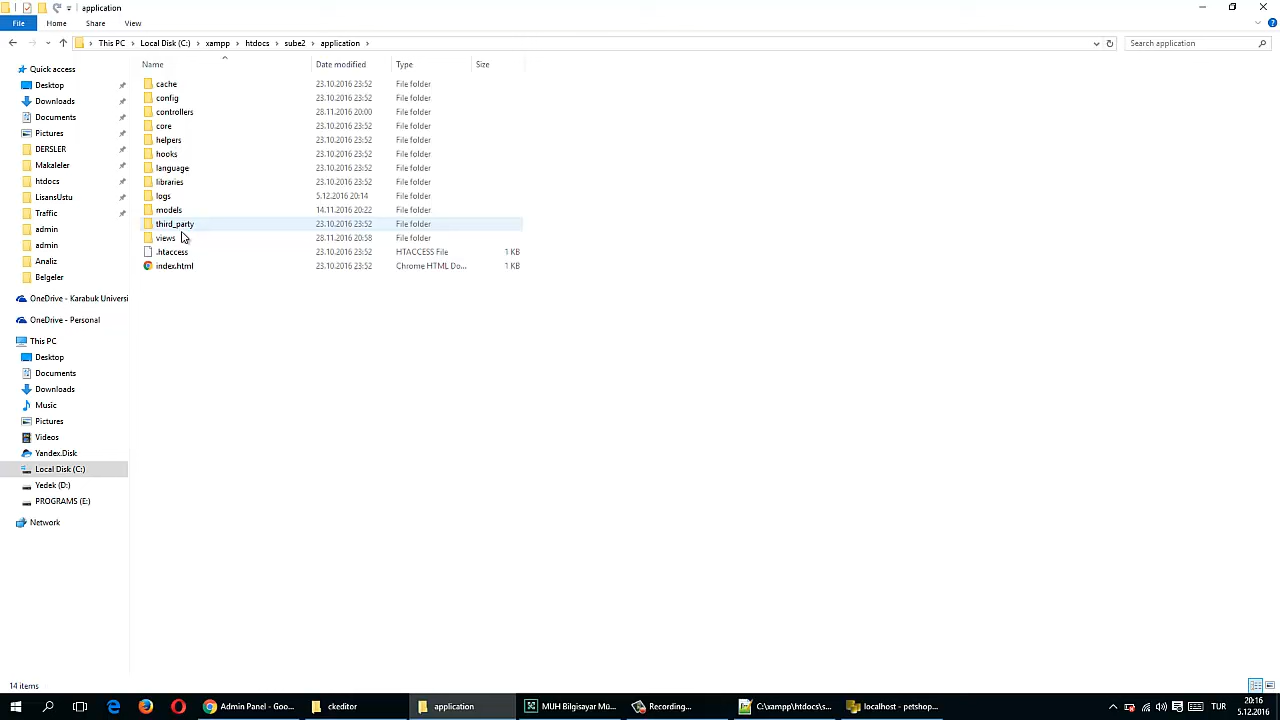 application
File Home Share View
This PC Local Disk (C:) xampp htdocs sube2 application
Search application
Name Date modified Type Size
Quick access
Desktop
Downloads
Documents
Pictures
DERSLER
Makaleler
htdocs
LisansUstu
Traffic
admin
admin
Analiz
Belgeler
OneDrive - Karabuk Universi
OneDrive - Personal
This PC
Desktop
Documents
Downloads
Music
Pictures
Videos
Yandex.Disk
Local Disk (C:)
Yedek (D:)
PROGRAMS (E:)
Network
cache 23.10.2016 23:52 File folder
config 23.10.2016 23:52 File folder
controllers 28.11.2016 20:00 File folder
core 23.10.2016 23:52 File folder
helpers 23.10.2016 23:52 File folder
hooks 23.10.2016 23:52 File folder
language 23.10.2016 23:52 File folder
libraries 23.10.2016 23:52 File folder
logs 5.12.2016 20:14 File folder
models 14.11.2016 20:22 File folder
third_party 23.10.2016 23:52 File folder
views 28.11.2016 20:58 File folder
.htaccess 23.10.2016 23:52 HTACCESS File 1 KB
index.html 23.10.2016 23:52 Chrome HTML Do... 1 KB
14 items
Admin Panel - Goo... ckeditor application MUH Bilgisayar Mü... Recording... C:\xampp\htdocs\s... localhost - petshop... TUR 20:16
5.12.2016